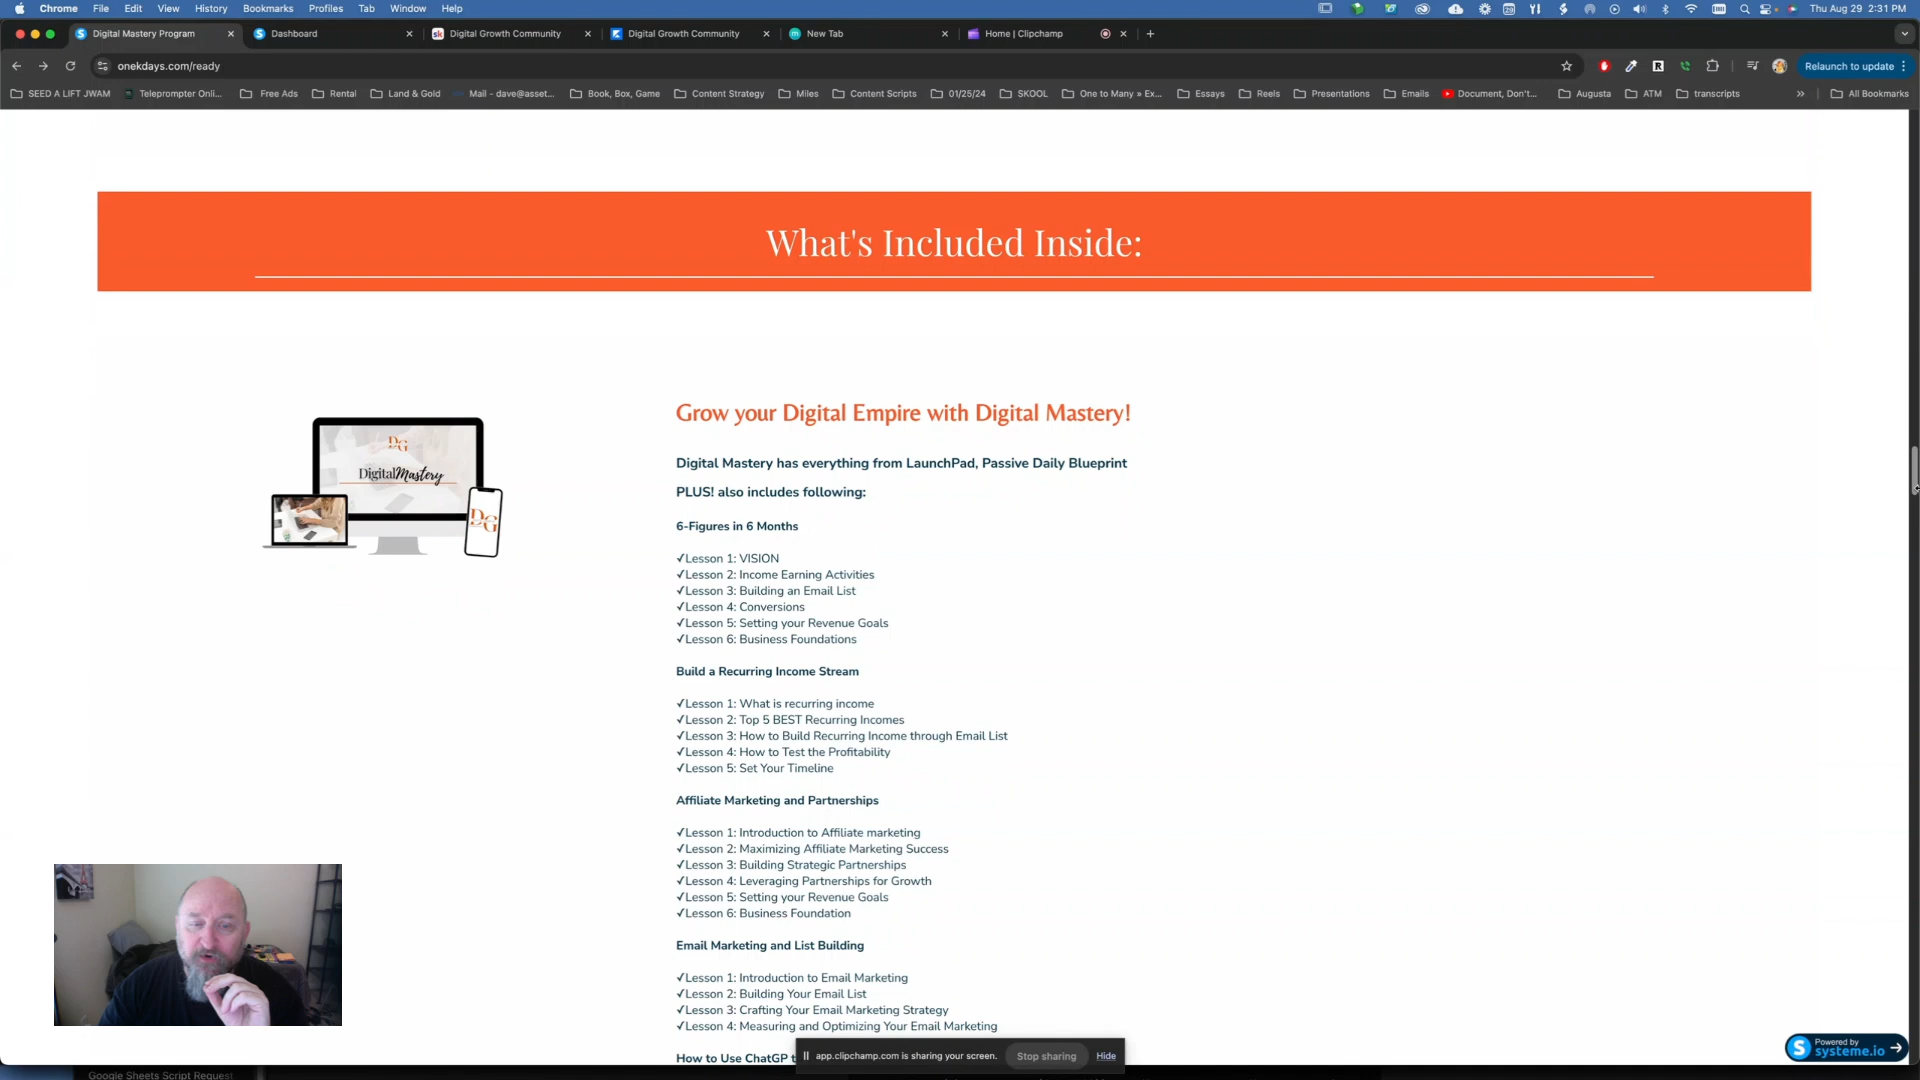 Chrome File Edit View History Bookmarks Profiles Tab Window Help
29
Thu Aug 29 2:31 PM
Digital Mastery Program
Dashboard
sk Digital Growth Community
Digital Growth Community
New Tab
Home | Clipchamp
onekdays.com/ready
Relaunch to update
SEED A LIFT JWAM
Teleprompter Onli...
Free Ads
Rental
Land & Gold
Mail - dave@asset...
Book, Box, Game
Content Strategy
Miles
Content Scripts
01/25/24
SKOOL
One to Many » Ex...
Essays
Reels
Presentations
Emails
Document, Don't...
Augusta
ATM
transcripts
»
All Bookmarks
What's Included Inside:
DG
DigitalMastery
DG
Grow your Digital Empire with Digital Mastery!
Digital Mastery has everything from LaunchPad, Passive Daily Blueprint
PLUS! also includes following:
6-Figures in 6 Months
✓Lesson 1: VISION
✓Lesson 2: Income Earning Activities
✓Lesson 3: Building an Email List
✓Lesson 4: Conversions
✓Lesson 5: Setting your Revenue Goals
✓Lesson 6: Business Foundations
Build a Recurring Income Stream
✓Lesson 1: What is recurring income
✓Lesson 2: Top 5 BEST Recurring Incomes
✓Lesson 3: How to Build Recurring Income through Email List
✓Lesson 4: How to Test the Profitability
✓Lesson 5: Set Your Timeline
Affiliate Marketing and Partnerships
✓Lesson 1: Introduction to Affiliate marketing
✓Lesson 2: Maximizing Affiliate Marketing Success
✓Lesson 3: Building Strategic Partnerships
✓Lesson 4: Leveraging Partnerships for Growth
✓Lesson 5: Setting your Revenue Goals
✓Lesson 6: Business Foundation
Email Marketing and List Building
✓Lesson 1: Introduction to Email Marketing
✓Lesson 2: Building Your Email List
✓Lesson 3: Crafting Your Email Marketing Strategy
✓Lesson 4: Measuring and Optimizing Your Email Marketing
How to Use ChatGP
app.clipchamp.com is sharing your screen.
Stop sharing
Hide
Powered by
systeme.io
Google Sheets Script Request